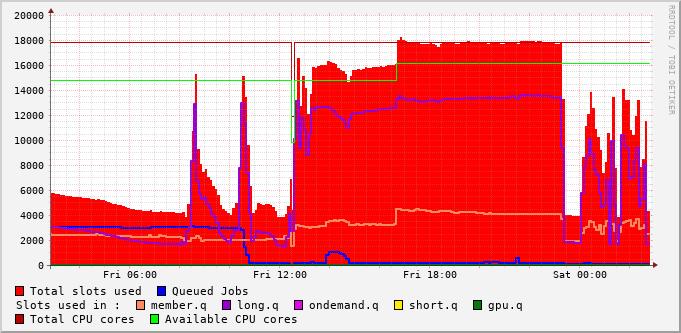 20000
18000
16000
14000
12000
10000
8000
6000
4000
2000
0
Fri 06:00 Fri 12:00 Fri 18:00 Sat 00:00
RRDTOOL / TOBI OETIKER
Total slots used Queued Jobs
Slots used in : member.q long.q ondemand.q short.q gpu.q
Total CPU cores Available CPU cores